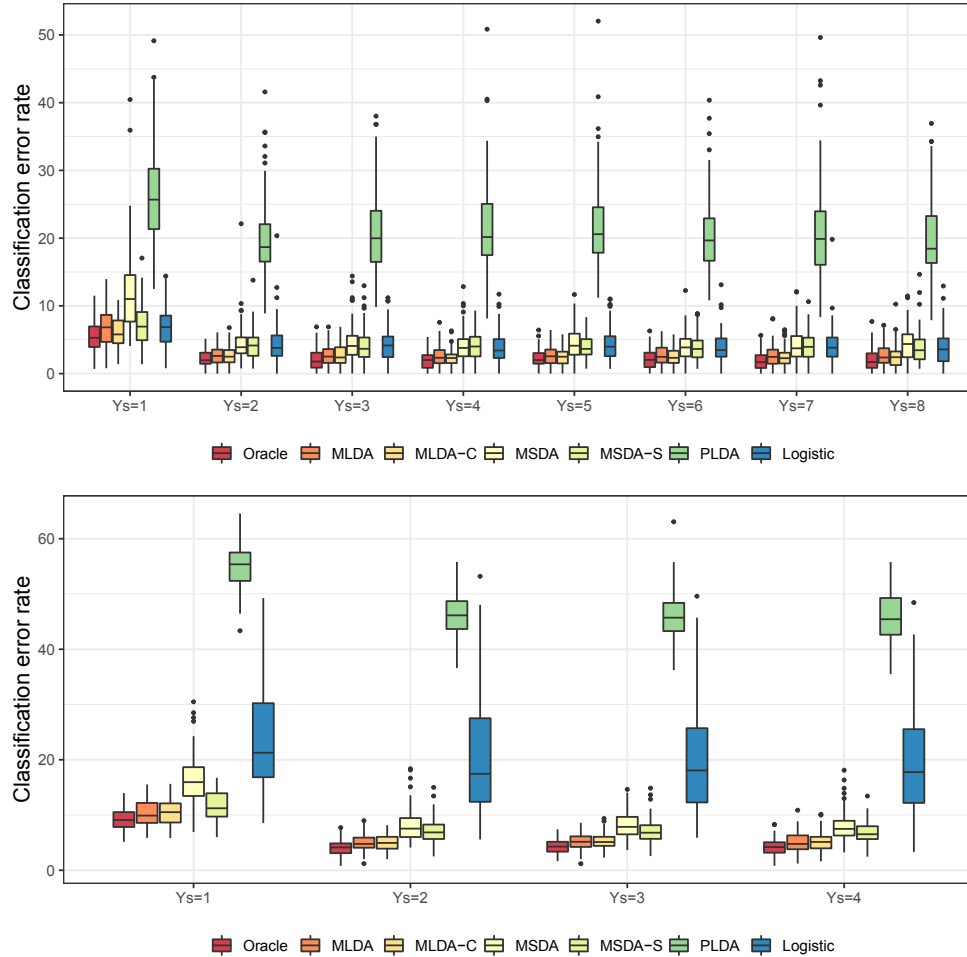 Classification error rate
50
40
30
20
10
0
Ys=1 Ys=2 Ys=3 Ys=4 Ys=5 Ys=6 Ys=7 Ys=8
Oracle MLDA MLDA−C MSDA MSDA−S PLDA Logistic
Classification error rate
60
40
20
0
Ys=1 Ys=2 Ys=3 Ys=4
Oracle MLDA MLDA−C MSDA MSDA−S PLDA Logistic